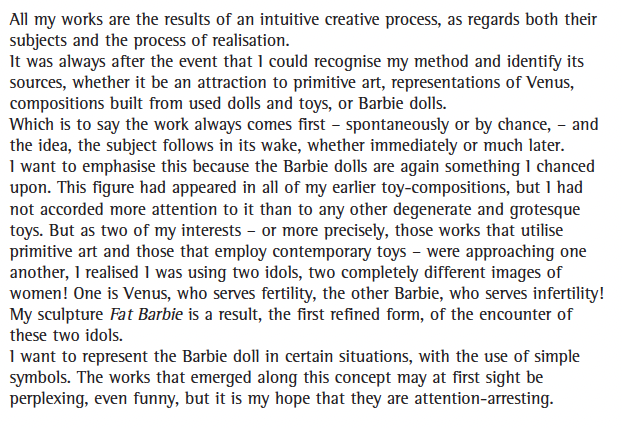 All my works are the results of an intuitive creative process, as regards both their
subjects and the process of realisation.
It was always after the event that I could recognise my method and identify its
sources, whether it be an attraction to primitive art, representations of Venus,
compositions built from used dolls and toys, or Barbie dolls.
Which is to say the work always comes first – spontaneously or by chance, – and
the idea, the subject follows in its wake, whether immediately or much later.
I want to emphasise this because the Barbie dolls are again something I chanced
upon. This figure had appeared in all of my earlier toy-compositions, but I had
not accorded more attention to it than to any other degenerate and grotesque
toys. But as two of my interests – or more precisely, those works that utilise
primitive art and those that employ contemporary toys – were approaching one
another, I realised I was using two idols, two completely different images of
women! One is Venus, who serves fertility, the other Barbie, who serves infertility!
My sculpture Fat Barbie is a result, the first refined form, of the encounter of
these two idols.
I want to represent the Barbie doll in certain situations, with the use of simple
symbols. The works that emerged along this concept may at first sight be
perplexing, even funny, but it is my hope that they are attention-arresting.